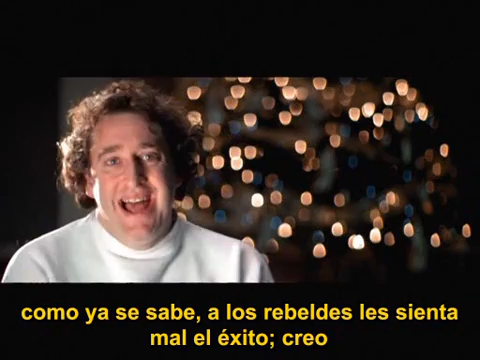 como ya se sabe, a los rebeldes les sienta
mal el éxito; creo